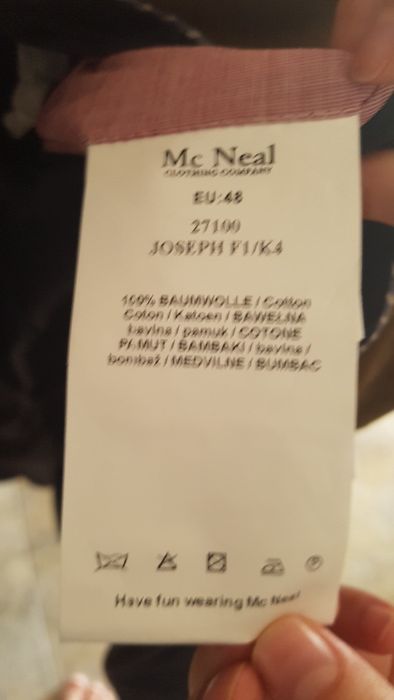 Mc Neal
CLOTHING COMPANY
EU:48
27100
JOSEPH F1/K4
100% BAUMWOLLE / Cotton
Coton / Katoen / BAWEŁNA
bavlna / pamuk / COTONE
PAMUT / BAMBAKI / bavlna /
bombaž / MEDVILNE / BUMBAC
P
Have fun wearing Mc Neal